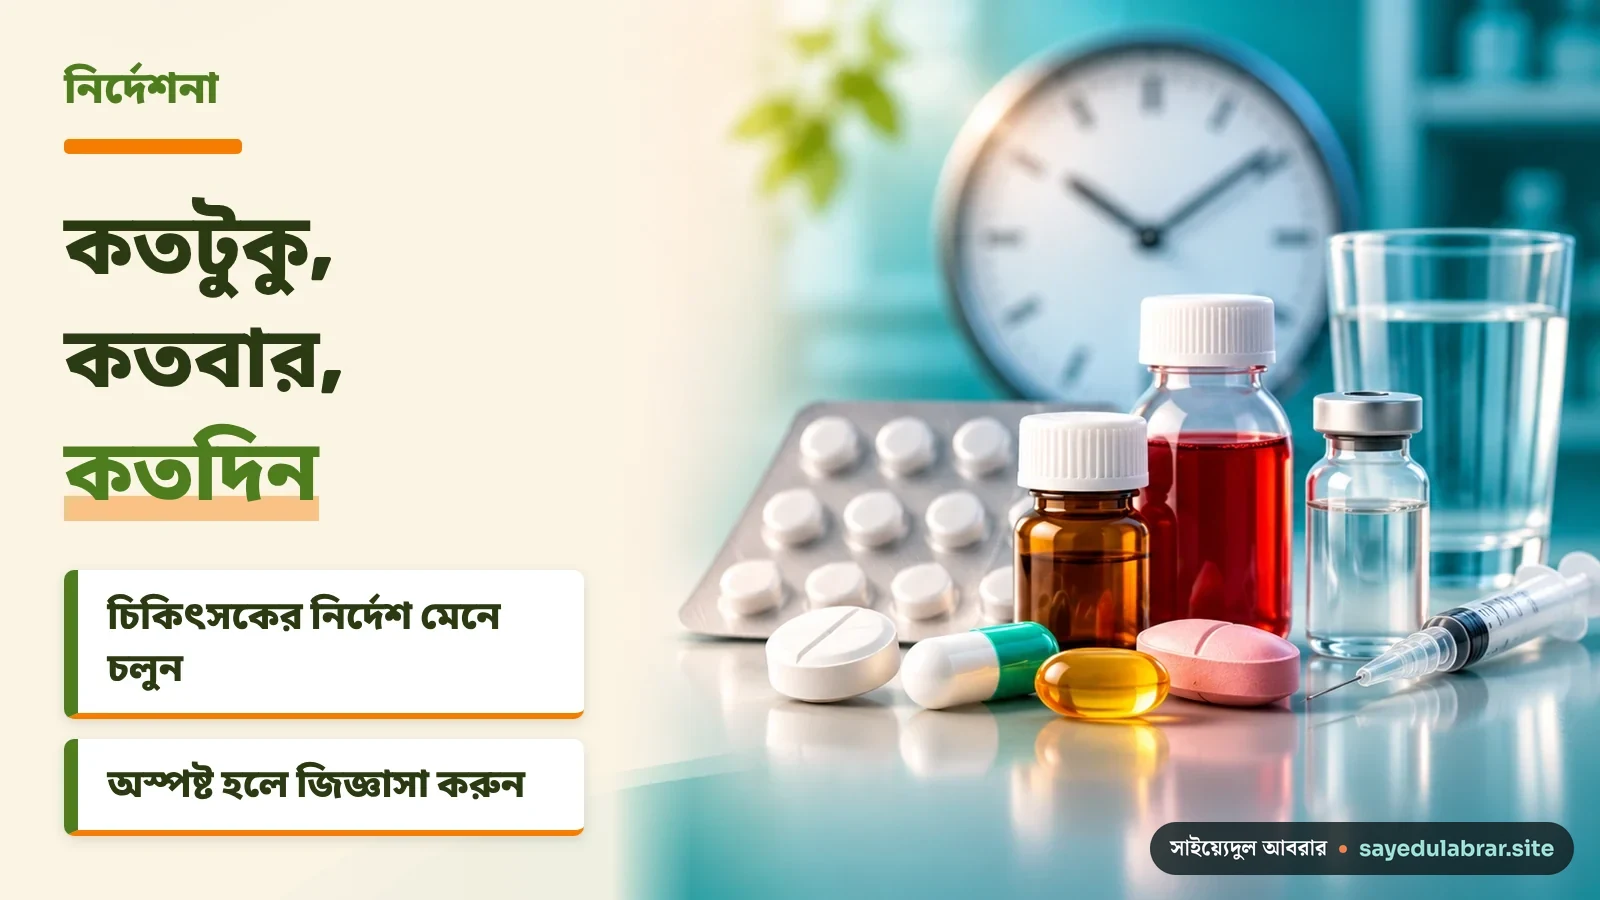 নির্দেশনা
কতটুকু,
কতবার,
কতদিন
চিকিৎসকের নির্দেশ মেনে
চলুন
অস্পষ্ট হলে জিজ্ঞাসা করুন
সাইয়্যেদুল আবরার • sayedulabrar.site